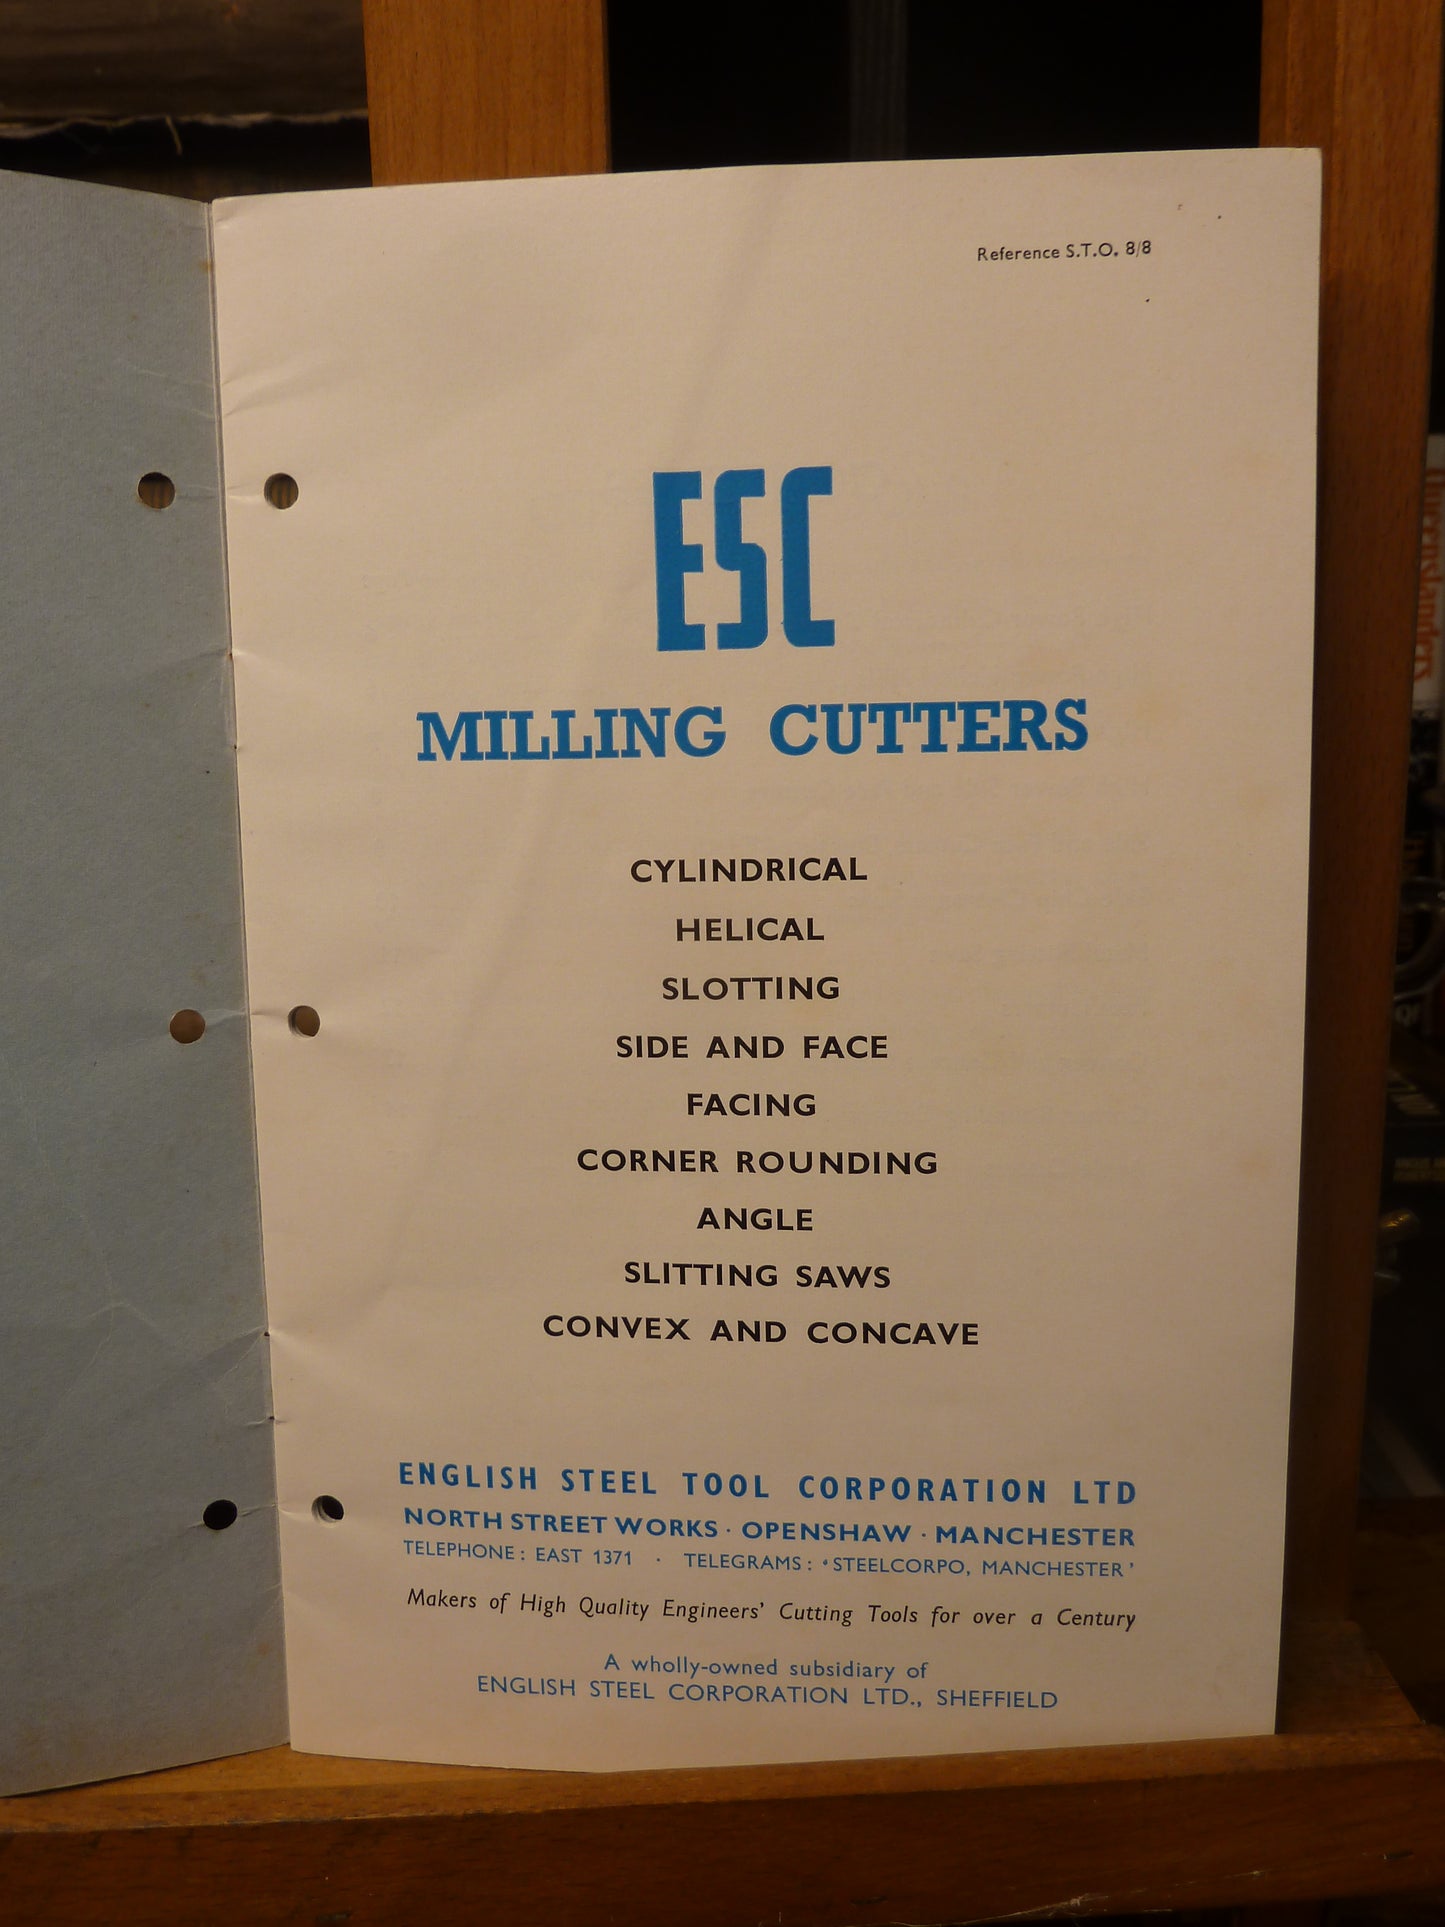 Reference S.T.O. 8/8
ESC
MILLING CUTTERS
CYLINDRICAL
HELICAL
SLOTTING
SIDE AND FACE
FACING
CORNER ROUNDING
ANGLE
SLITTING SAWS
CONVEX AND CONCAVE
ENGLISH STEEL TOOL CORPORATION LTD
NORTH STREET WORKS · OPENSHAW · MANCHESTER
TELEPHONE: EAST 1371 · TELEGRAMS: ‘STEELCORPO, MANCHESTER’
Makers of High Quality Engineers’ Cutting Tools for over a Century
A wholly-owned subsidiary of
ENGLISH STEEL CORPORATION LTD., SHEFFIELD